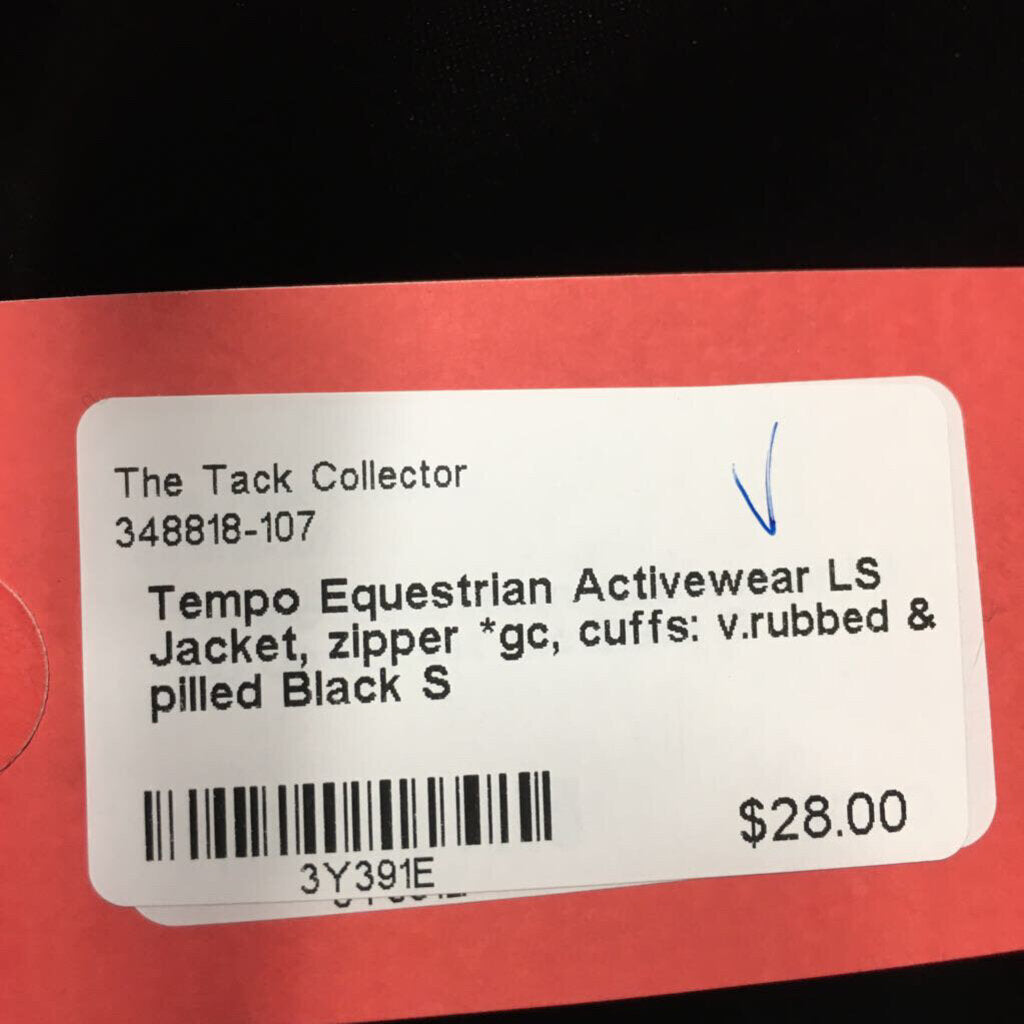 The Tack Collector
348818-107
Tempo Equestrian Activewear LS
Jacket, zipper *gc, cuffs: v.rubbed &
pilled Black S
3Y391E
$28.00